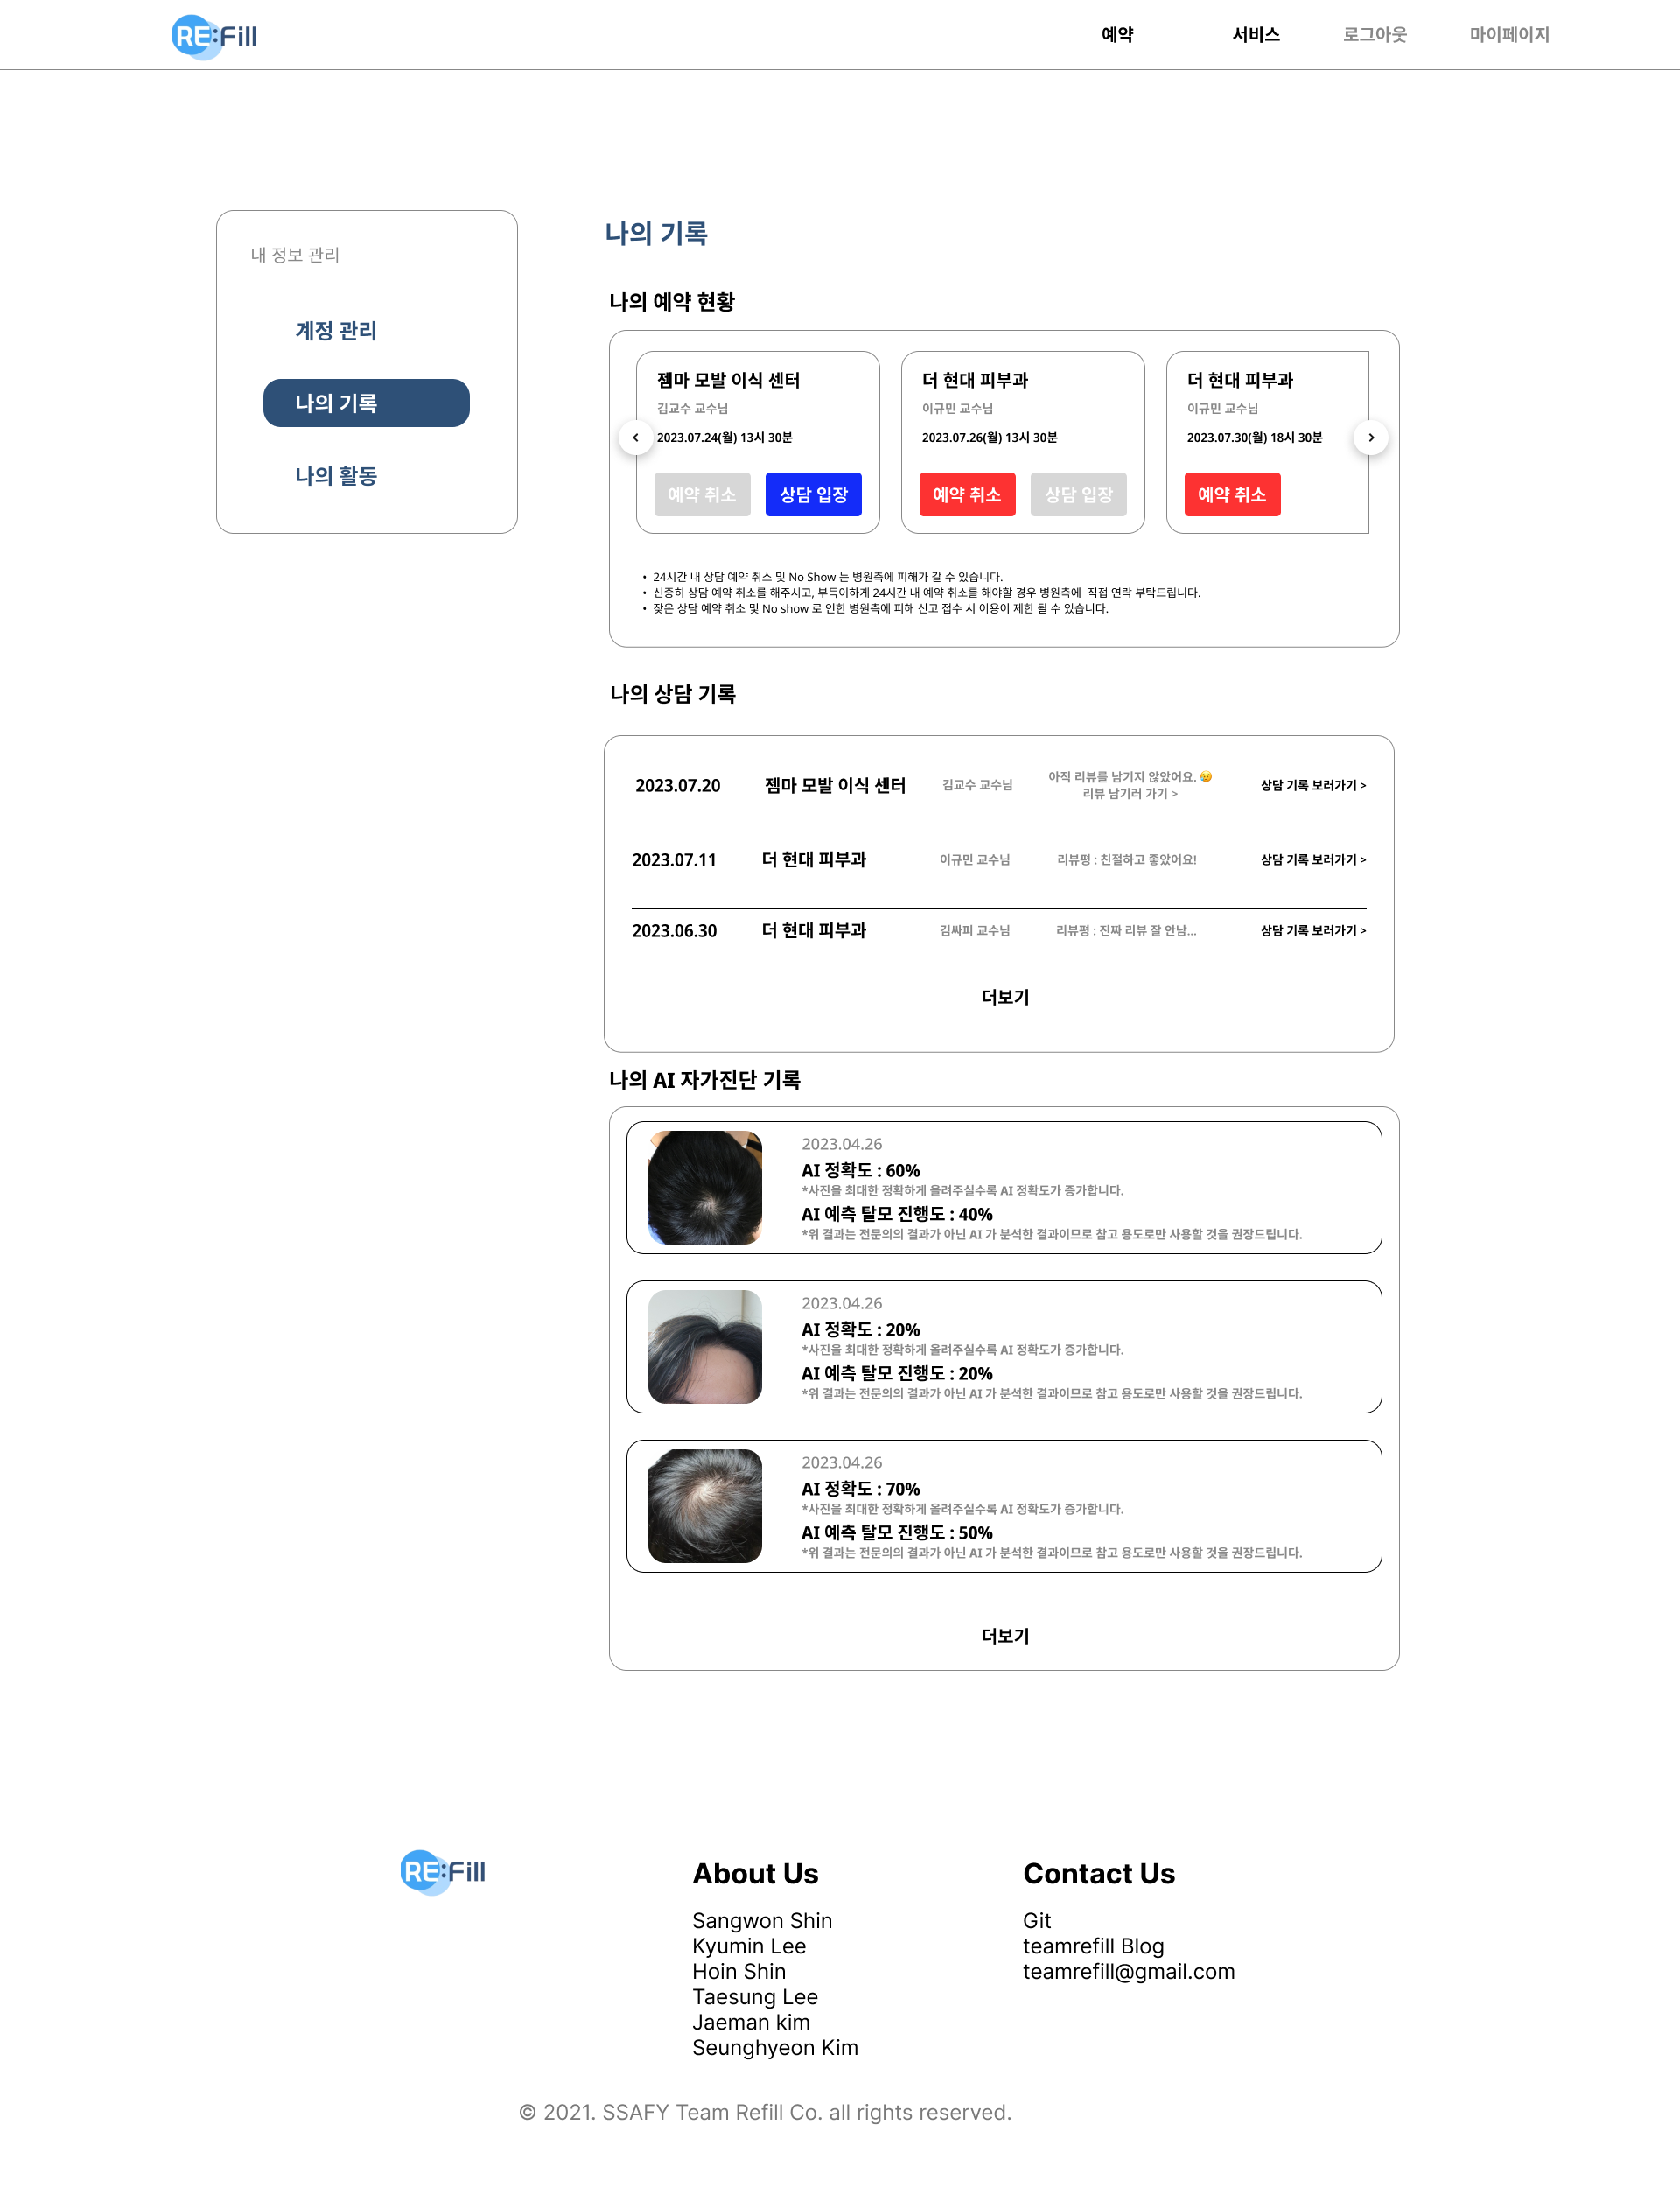 RE:Fill
예약
서비스
로그아웃
마이페이지
내 정보 관리
계정 관리
나의 기록
나의 활동
나의 기록
나의 예약 현황
젬마 모발 이식 센터
김교수 교수님
2023.07.24(월) 13시 30분
예약 취소
상담 입장
더 현대 피부과
이규민 교수님
2023.07.26(월) 13시 30분
예약 취소
상담 입장
더 현대 피부과
이규민 교수님
2023.07.30(월) 18시 30분
예약 취소
• 24시간 내 상담 예약 취소 및 No Show 는 병원측에 피해가 갈 수 있습니다.
• 신중히 상담 예약 취소를 해주시고, 부득이하게 24시간 내 예약 취소를 해야할 경우 병원측에 직접 연락 부탁드립니다.
• 잦은 상담 예약 취소 및 No show 로 인한 병원측에 피해 신고 접수 시 이용이 제한 될 수 있습니다.
나의 상담 기록
2023.07.20
젬마 모발 이식 센터
김교수 교수님
아직 리뷰를 남기지 않았어요. 😥
리뷰 남기러 가기 >
상담 기록 보러가기 >
2023.07.11
더 현대 피부과
이규민 교수님
리뷰평 : 친절하고 좋았어요!
상담 기록 보러가기 >
2023.06.30
더 현대 피부과
김싸피 교수님
리뷰평 : 진짜 리뷰 잘 안남...
상담 기록 보러가기 >
더보기
나의 AI 자가진단 기록
2023.04.26
AI 정확도 : 60%
*사진을 최대한 정확하게 올려주실수록 AI 정확도가 증가합니다.
AI 예측 탈모 진행도 : 40%
*위 결과는 전문의의 결과가 아닌 AI 가 분석한 결과이므로 참고 용도로만 사용할 것을 권장드립니다.
2023.04.26
AI 정확도 : 20%
*사진을 최대한 정확하게 올려주실수록 AI 정확도가 증가합니다.
AI 예측 탈모 진행도 : 20%
*위 결과는 전문의의 결과가 아닌 AI 가 분석한 결과이므로 참고 용도로만 사용할 것을 권장드립니다.
2023.04.26
AI 정확도 : 70%
*사진을 최대한 정확하게 올려주실수록 AI 정확도가 증가합니다.
AI 예측 탈모 진행도 : 50%
*위 결과는 전문의의 결과가 아닌 AI 가 분석한 결과이므로 참고 용도로만 사용할 것을 권장드립니다.
더보기
RE:Fill
About Us
Sangwon Shin
Kyumin Lee
Hoin Shin
Taesung Lee
Jaeman kim
Seunghyeon Kim
Contact Us
Git
teamrefill Blog
teamrefill@gmail.com
© 2021. SSAFY Team Refill Co. all rights reserved.